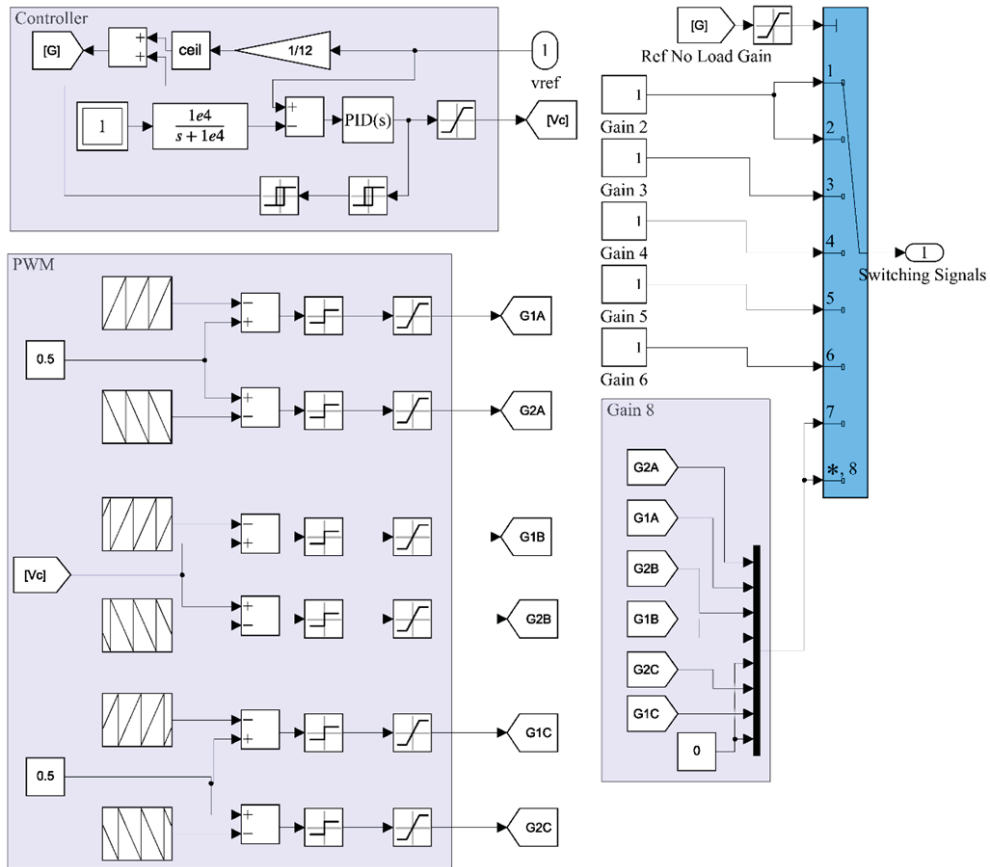 Controller
[G]
+
+
ceil
1/12
1
vref
1
1e4
s + 1e4
+
−
PID(s)
[Vc]
PWM
−
+
G1A
0.5
+
−
G2A
−
+
G1B
[Vc]
+
−
G2B
−
+
G1C
0.5
+
−
G2C
[G]
Ref No Load Gain
1
Gain 2
1
Gain 3
1
Gain 4
1
Gain 5
1
Gain 6
1
2
3
4
5
6
7
*, 8
1
Switching Signals
Gain 8
G2A
G1A
G2B
G1B
G2C
G1C
0